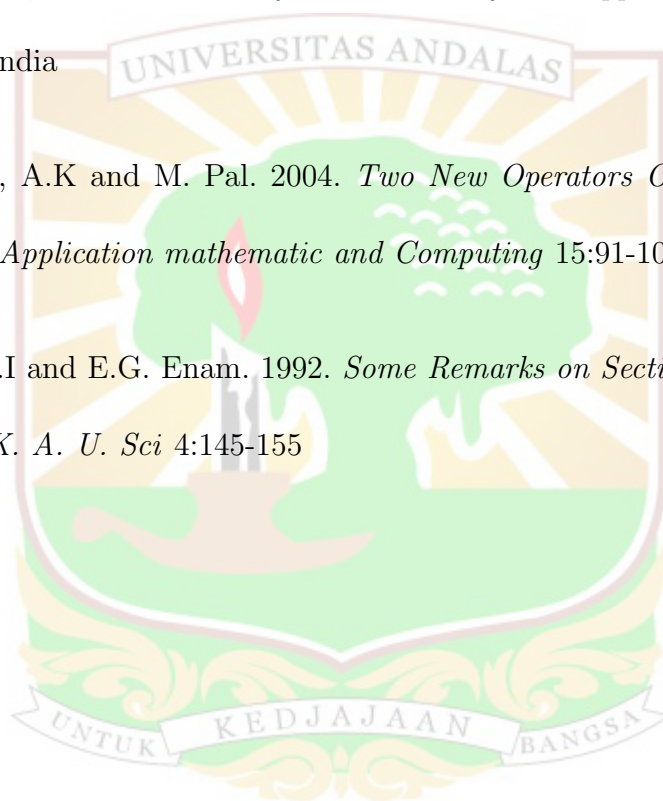 ndia
UNIVERSITAS ANDALAS
, A.K and M. Pal. 2004. Two New Operators O
Application mathematic and Computing 15:91-10
.I and E.G. Enam. 1992. Some Remarks on Secti
K. A. U. Sci 4:145-155
UNTUK KEDJAJAAN BANGSA